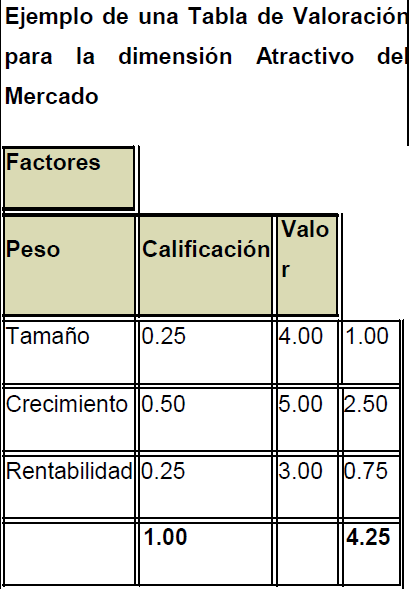 Ejemplo de una Tabla de Valoración
para la dimensión Atractivo del
Mercado
Factores
Peso Calificación Valo
r
Tamaño 0.25 4.00 1.00
Crecimiento 0.50 5.00 2.50
Rentabilidad 0.25 3.00 0.75
1.00 4.25